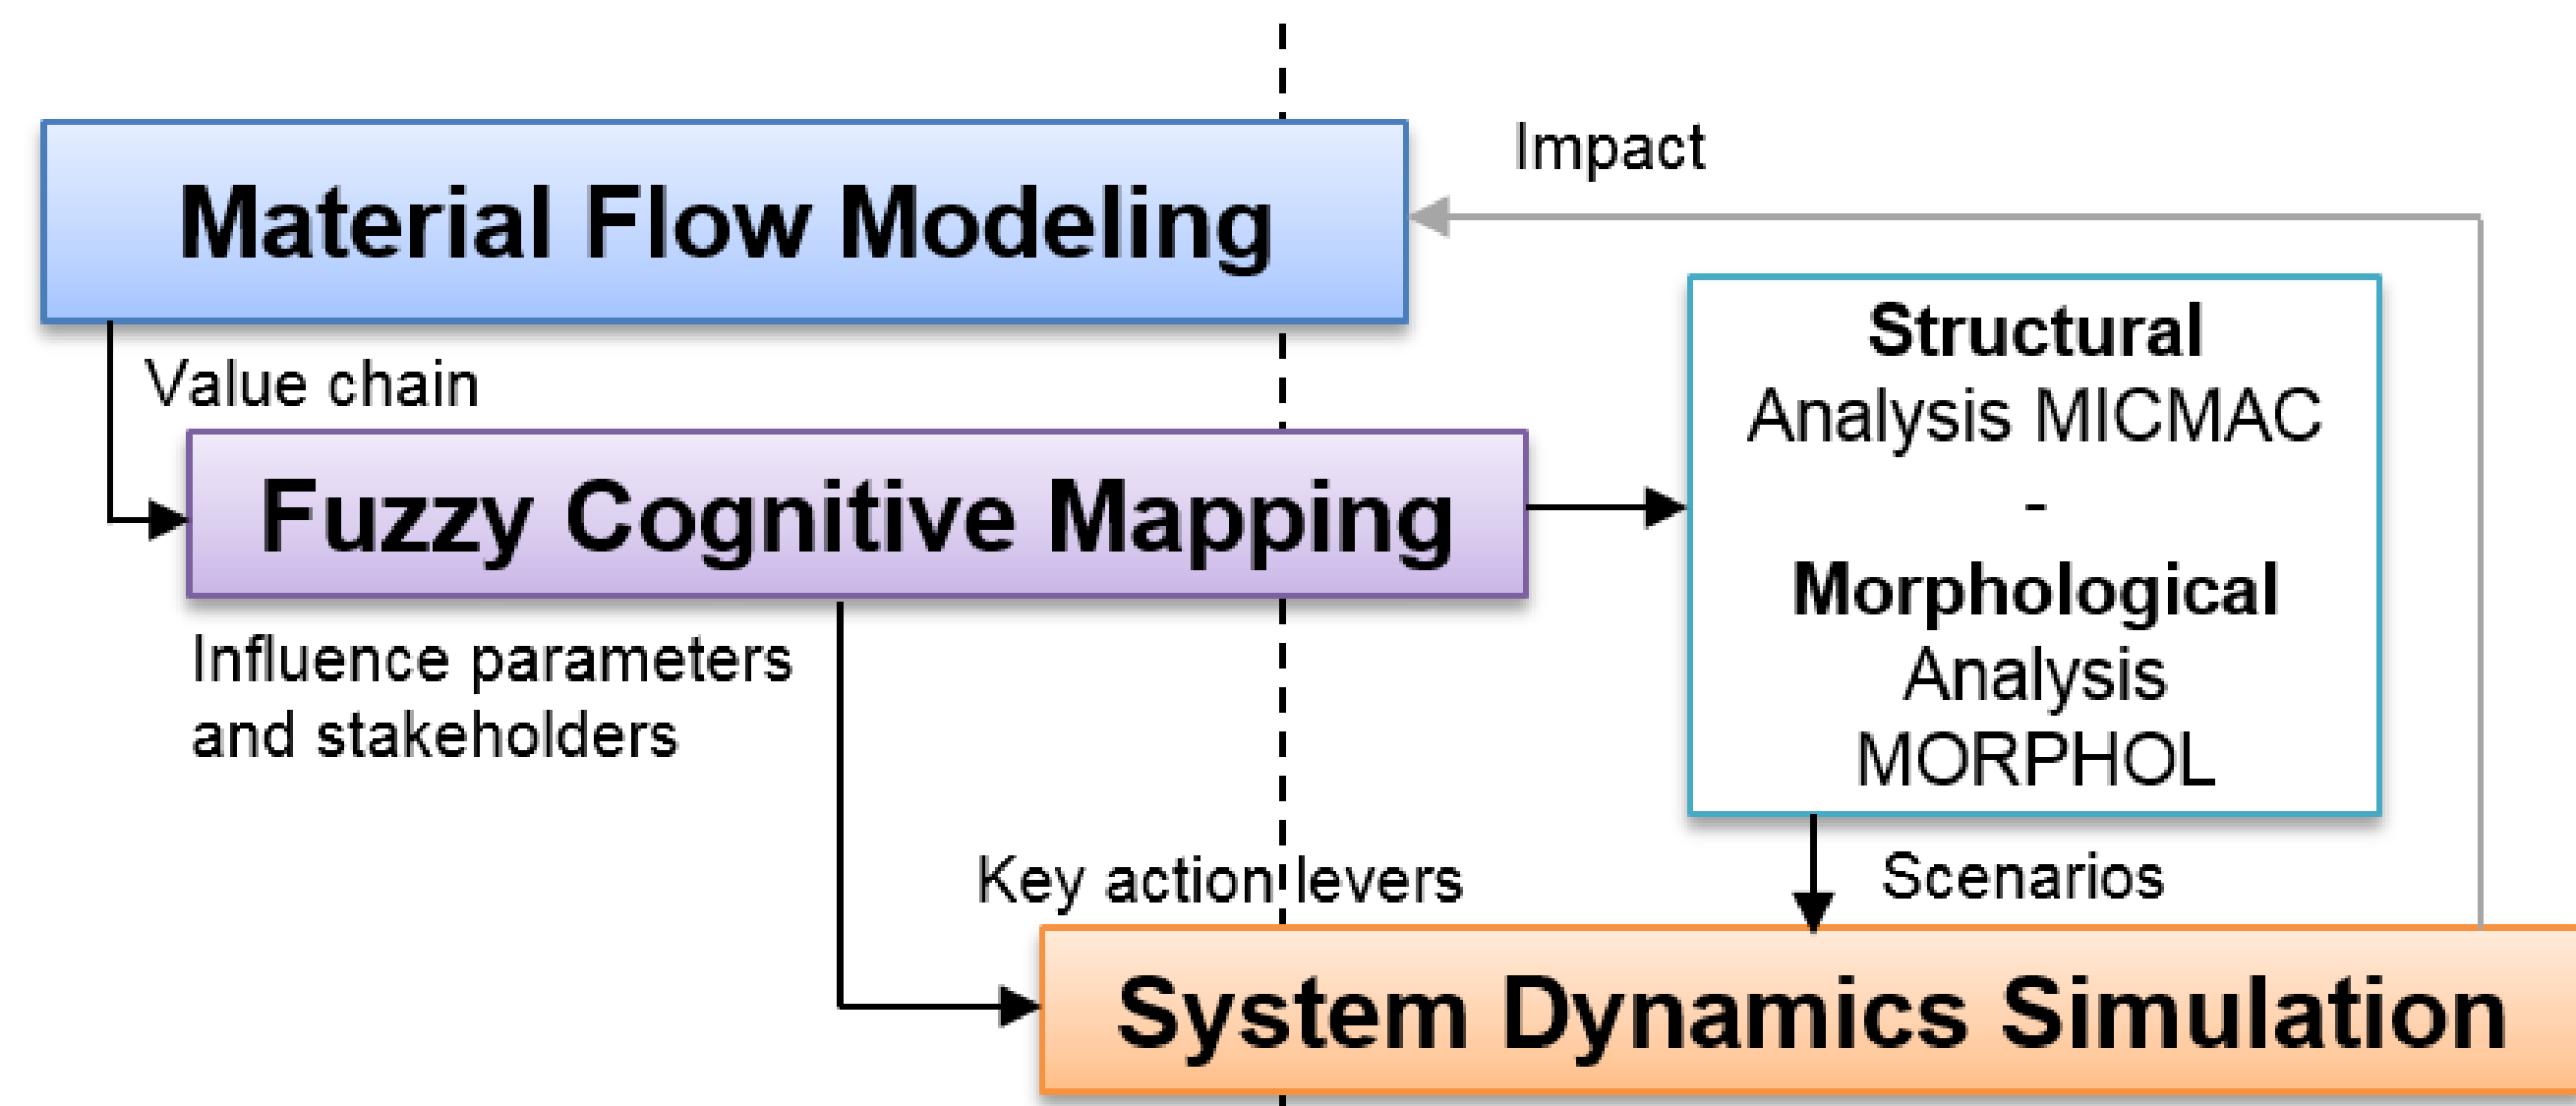 Impact
Material Flow Modeling
Value chain
Structural
Analysis MICMAC
-
Morphological
Analysis
MORPHOL
Fuzzy Cognitive Mapping
Influence parameters
and stakeholders
Key action levers
Scenarios
System Dynamics Simulation